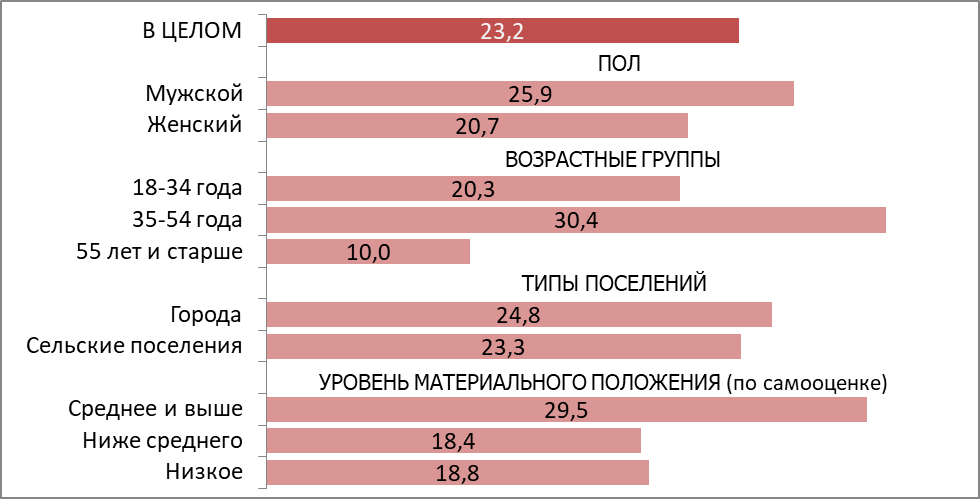 В ЦЕЛОМ 23,2
ПОЛ
Мужской 25,9
Женский 20,7
ВОЗРАСТНЫЕ ГРУППЫ
18-34 года 20,3
35-54 года 30,4
55 лет и старше 10,0
ТИПЫ ПОСЕЛЕНИЙ
Города 24,8
Сельские поселения 23,3
УРОВЕНЬ МАТЕРИАЛЬНОГО ПОЛОЖЕНИЯ (по самооценке)
Среднее и выше 29,5
Ниже среднего 18,4
Низкое 18,8